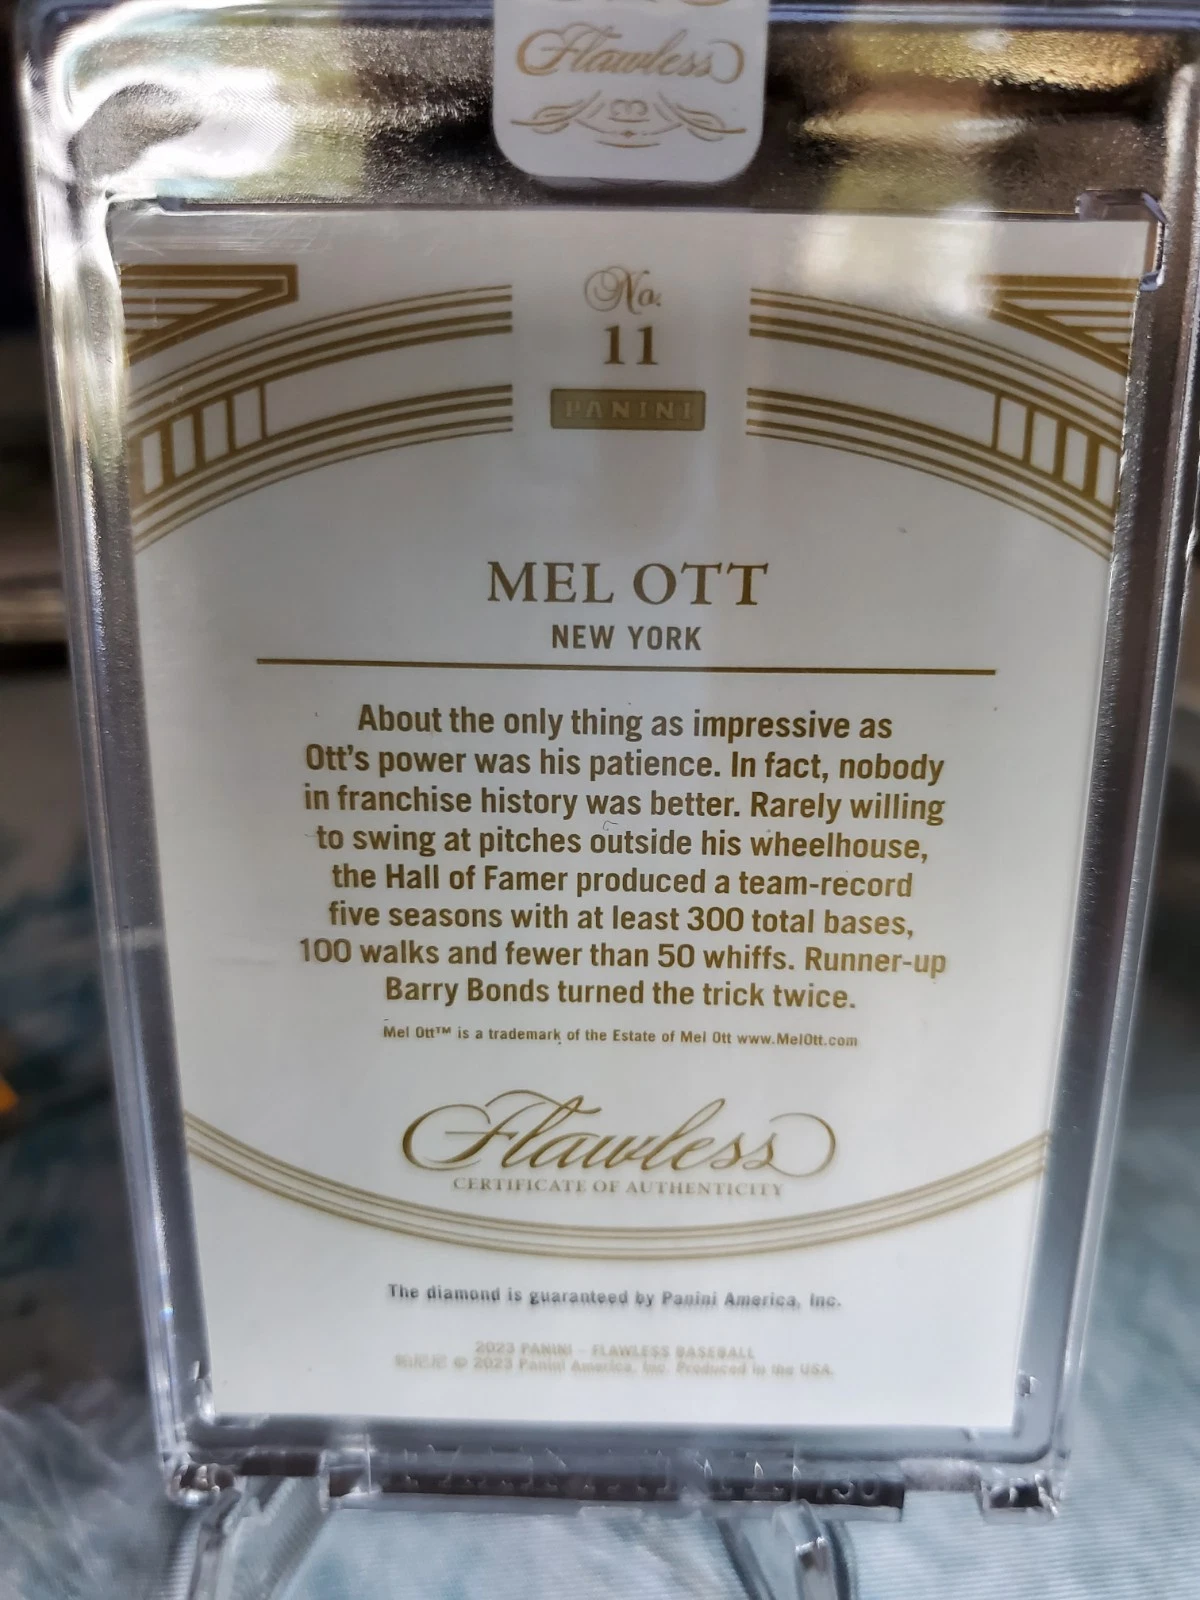 Flawless
No.
11
PANINI
MEL OTT
NEW YORK
About the only thing as impressive as
Ott's power was his patience. In fact, nobody
in franchise history was better. Rarely willing
to swing at pitches outside his wheelhouse,
the Hall of Famer produced a team-record
five seasons with at least 300 total bases,
100 walks and fewer than 50 whiffs. Runner-up
Barry Bonds turned the trick twice.
Mel Ott™ is a trademark of the Estate of Mel Ott www.MelOtt.com
Flawless
CERTIFICATE OF AUTHENTICITY
The diamond is guaranteed by Panini America, Inc.
2023 PANINI - FLAWLESS BASEBALL
© 2023 Panini America, Inc. Produced in the USA.